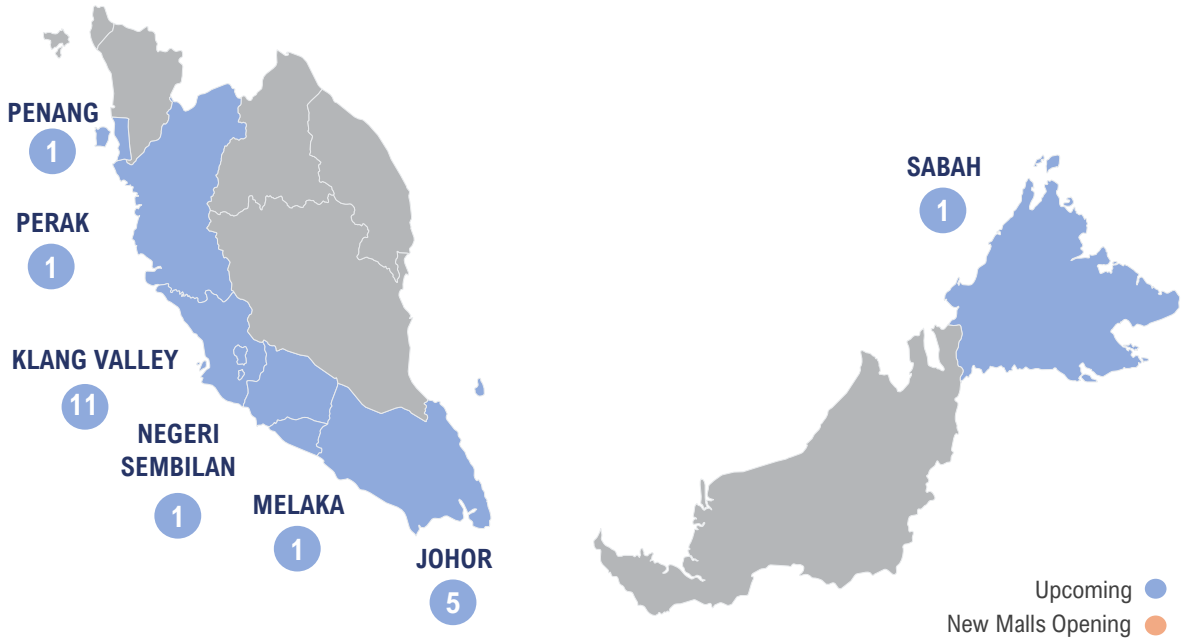 PENANG
1
PERAK
1
KLANG VALLEY
11
NEGERI
SEMBILAN
1
MELAKA
1
JOHOR
5
SABAH
1
Upcoming
New Malls Opening